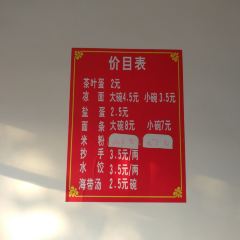 价目表
茶叶蛋 2元
凉面 大碗4.5元 小碗3.5元
盐蛋 2.5元
面条 大碗8元 小碗7元
米粉
抄手 3.5元/两
水饺 3.5元/两
海带汤 2.5元碗